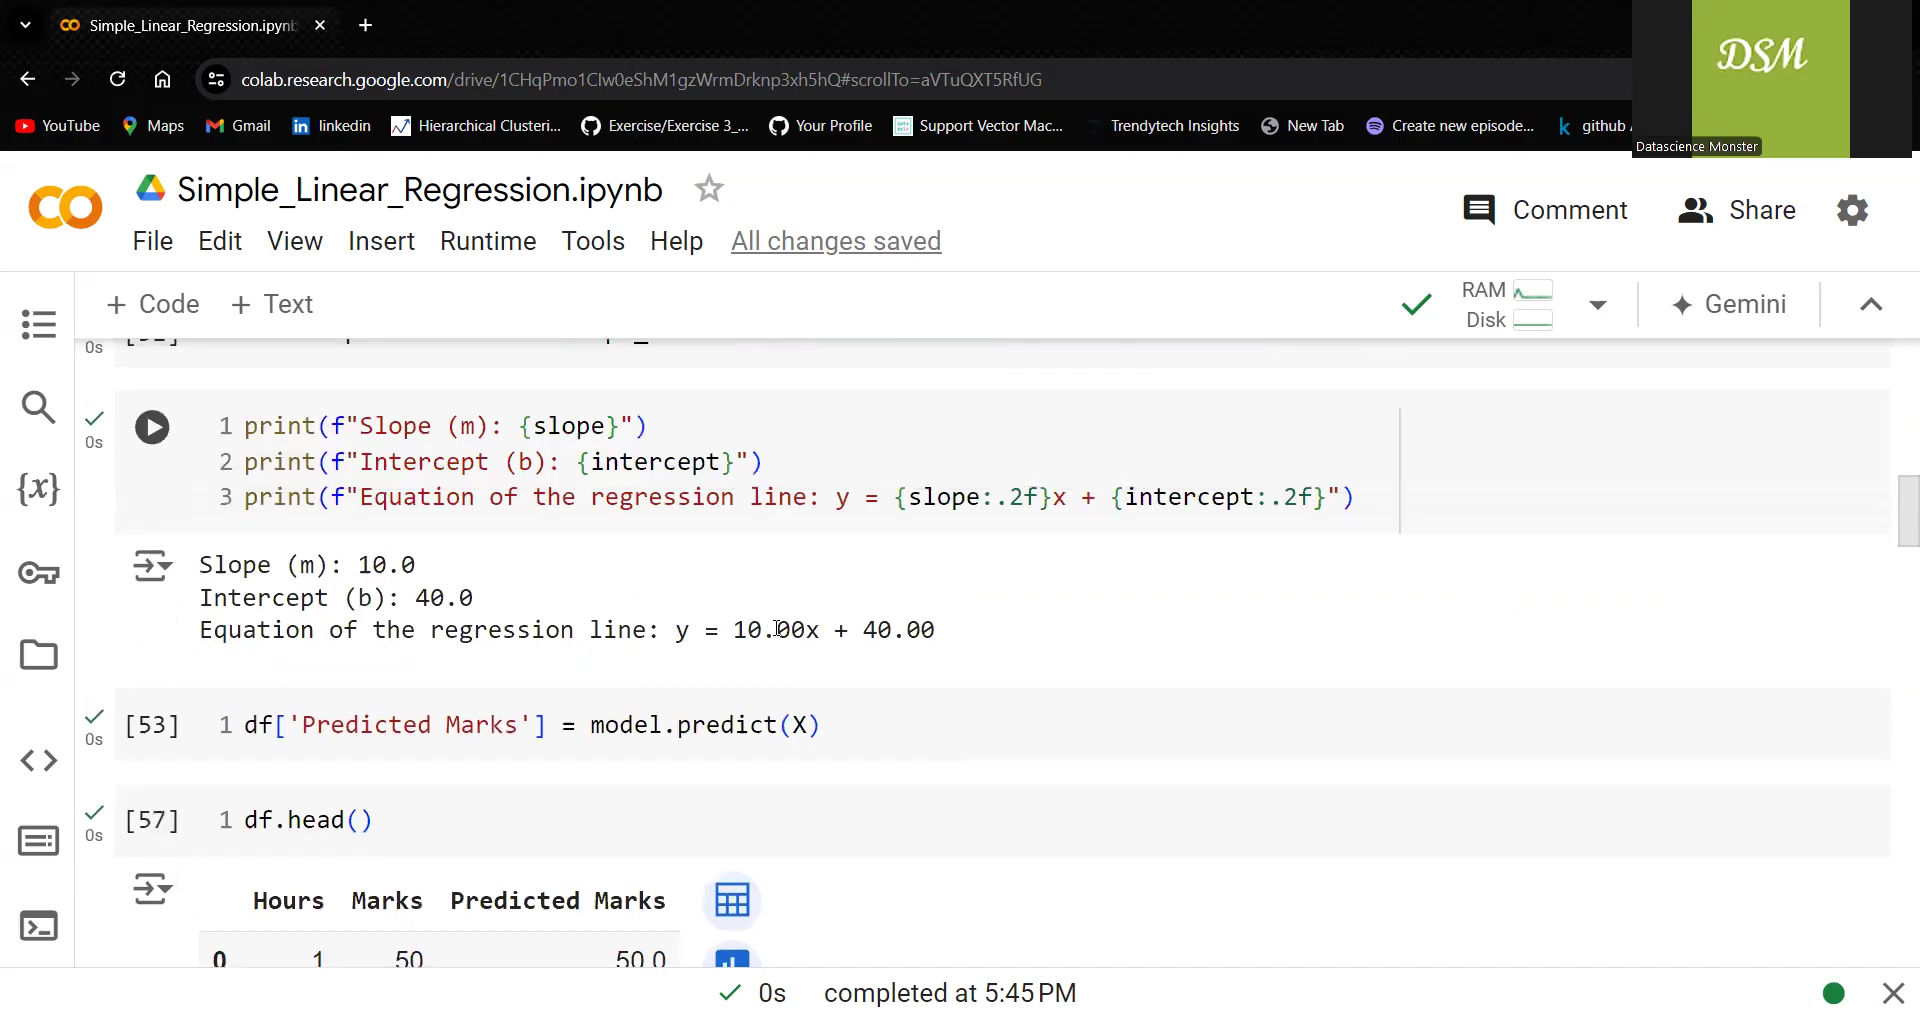 Simple_Linear_Regression.ipynb
DSM
Datascience Monster
colab.research.google.com/drive/1CHqPmo1CIw0eShM1gzWrmDrknp3xh5hQ#scrollTo=aVTuQXT5RfUG
YouTube Maps Gmail linkedin Hierarchical Clusteri... Exercise/Exercise 3_... Your Profile Support Vector Mac... Trendytech Insights New Tab Create new episode... github
Simple_Linear_Regression.ipynb
File Edit View Insert Runtime Tools Help All changes saved
Comment Share
+ Code + Text
RAM
Disk
Gemini
0s
1 print(f"Slope (m): {slope}")
2 print(f"Intercept (b): {intercept}")
3 print(f"Equation of the regression line: y = {slope:.2f}x + {intercept:.2f}")
0s
Slope (m): 10.0
Intercept (b): 40.0
Equation of the regression line: y = 10.00x + 40.00
[53] 1 df['Predicted Marks'] = model.predict(X)
0s
[57] 1 df.head()
0s
Hours Marks Predicted Marks
0 1 50 50.0
0s completed at 5:45 PM